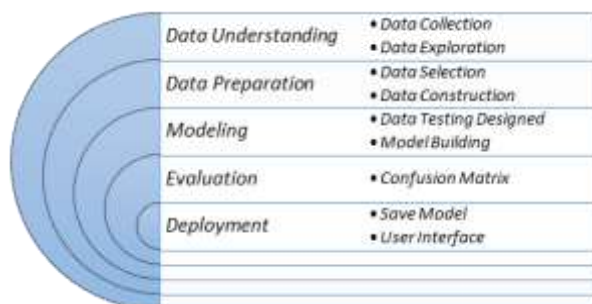 Data Understanding
• Data Collection
• Data Exploration
Data Preparation
• Data Selection
• Data Construction
Modeling
• Data Testing Designed
• Model Building
Evaluation
• Confusion Matrix
Deployment
• Save Model
• User Interface